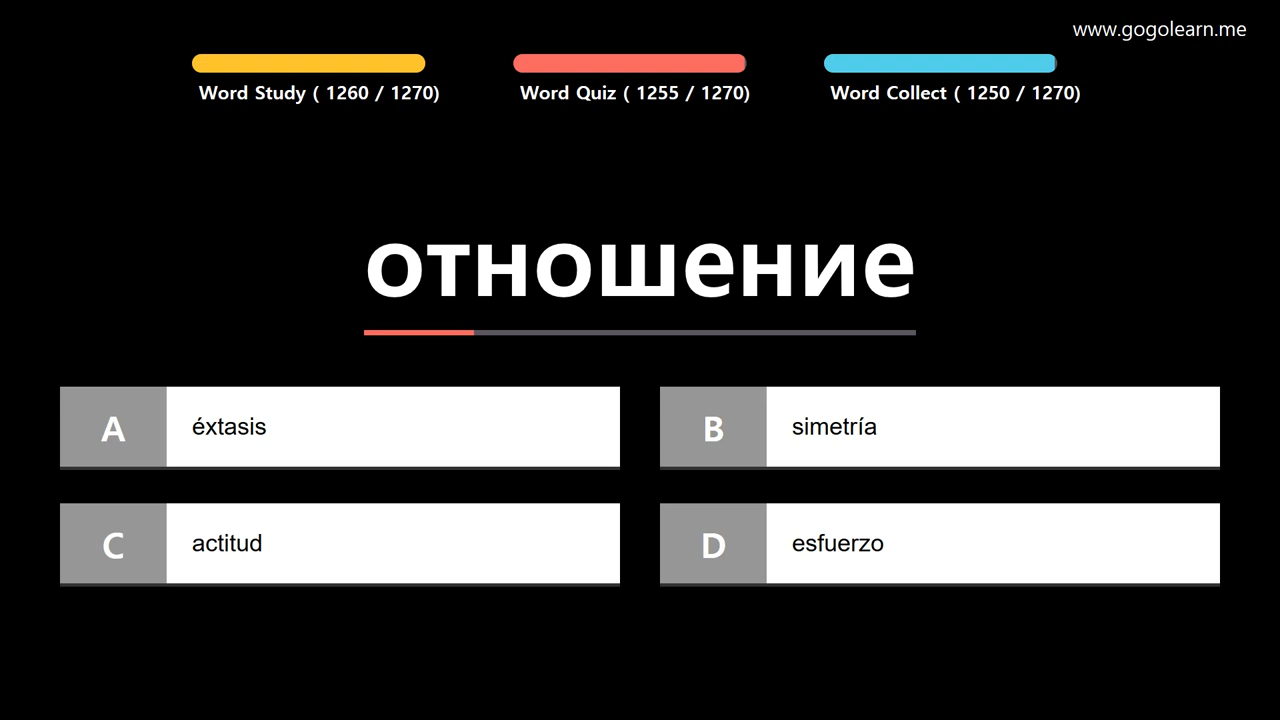 www.gogolearn.me
Word Study ( 1260 / 1270)
Word Quiz ( 1255 / 1270)
Word Collect ( 1250 / 1270)
отношение
A éxtasis
B simetría
C actitud
D esfuerzo